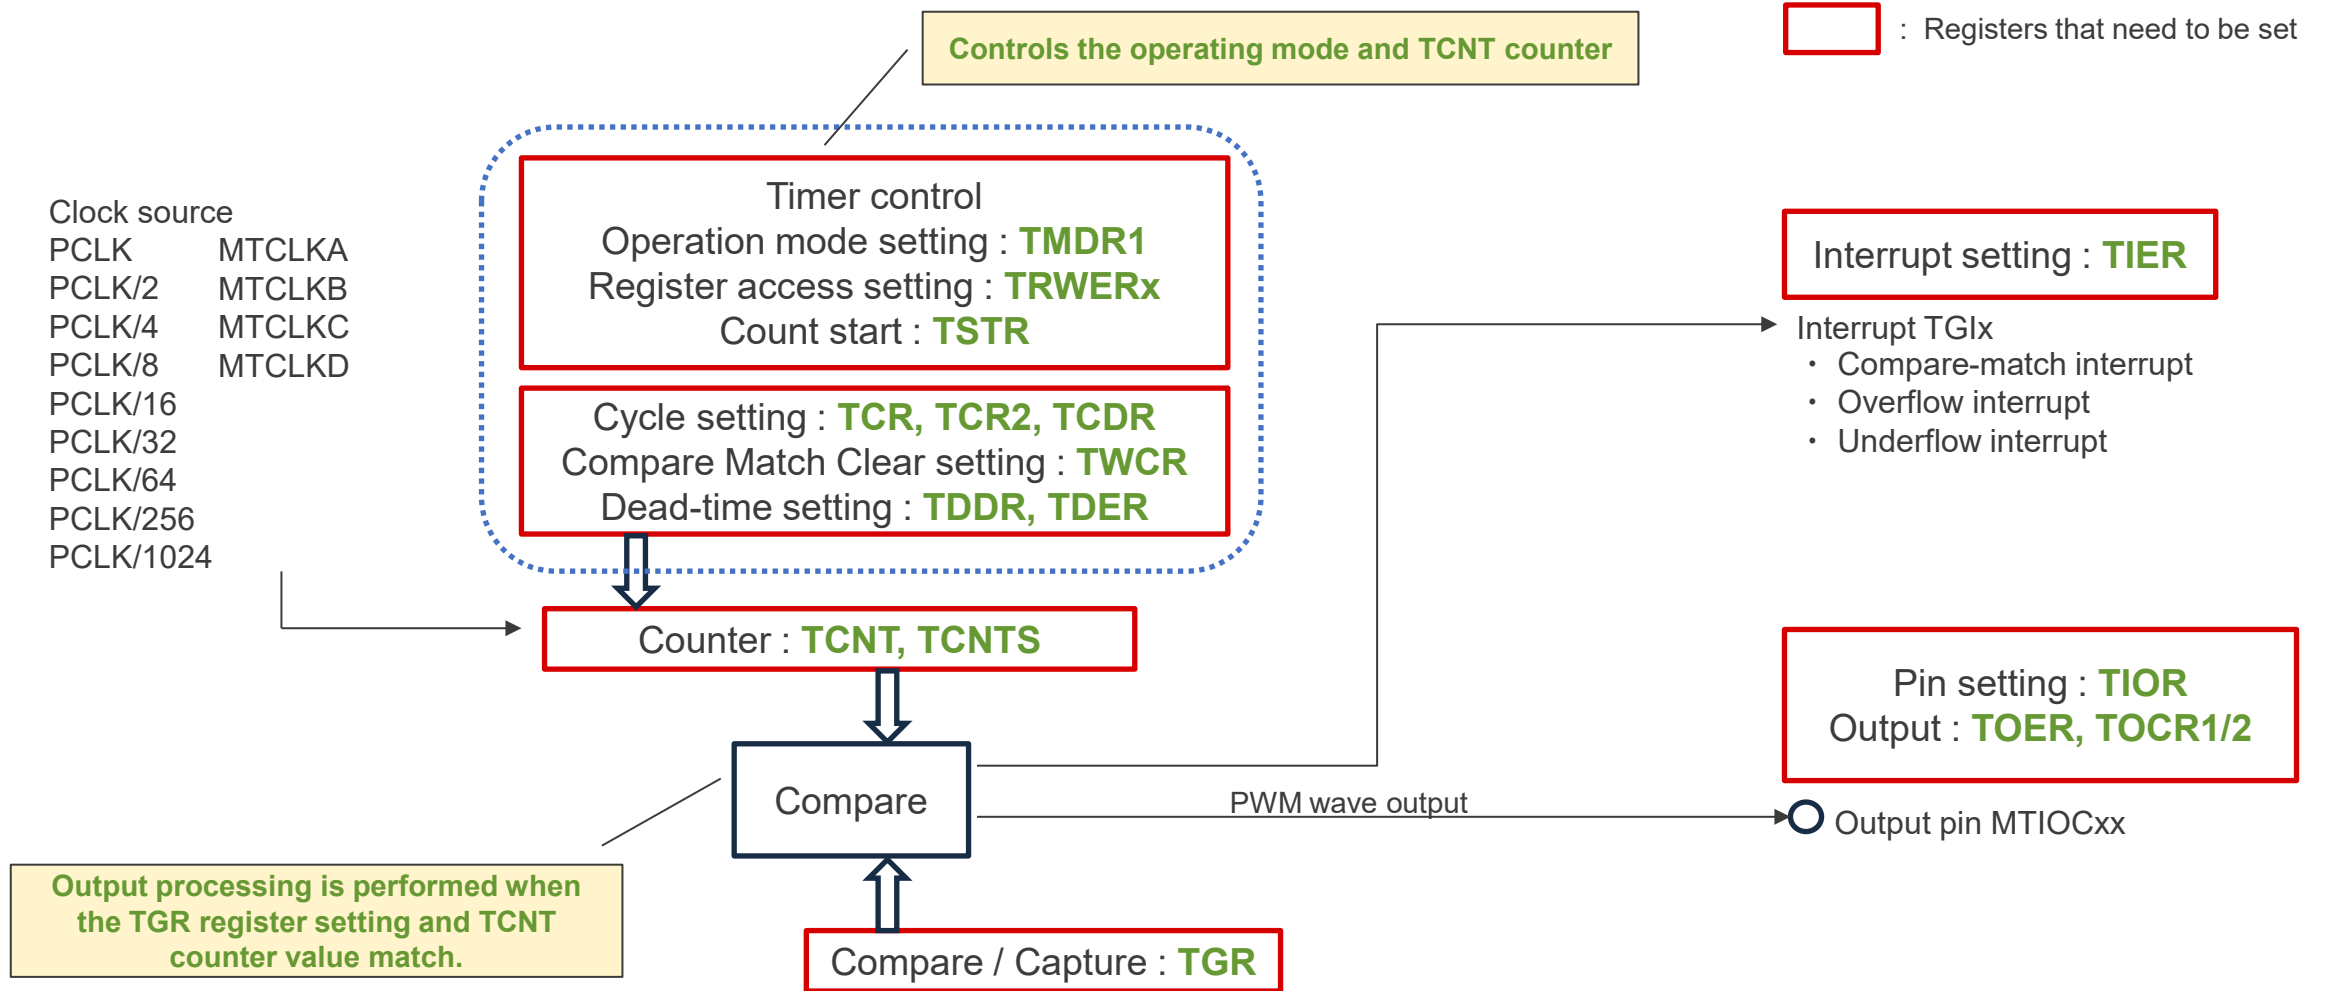 Controls the operating mode and TCNT counter
: Registers that need to be set
Timer control
Operation mode setting : TMDR1
Register access setting : TRWERx
Count start : TSTR
Clock source
PCLK MTCLKA
PCLK/2 MTCLKB
PCLK/4 MTCLKC
PCLK/8 MTCLKD
PCLK/16
PCLK/32
PCLK/64
PCLK/256
PCLK/1024
Cycle setting : TCR, TCR2, TCDR
Compare Match Clear setting : TWCR
Dead-time setting : TDDR, TDER
Interrupt setting : TIER
Interrupt TGIx
・ Compare-match interrupt
・ Overflow interrupt
・ Underflow interrupt
Counter : TCNT, TCNTS
Pin setting : TIOR
Output : TOER, TOCR1/2
Compare
PWM wave output
Output pin MTIOCxx
Output processing is performed when
the TGR register setting and TCNT
counter value match.
Compare / Capture : TGR